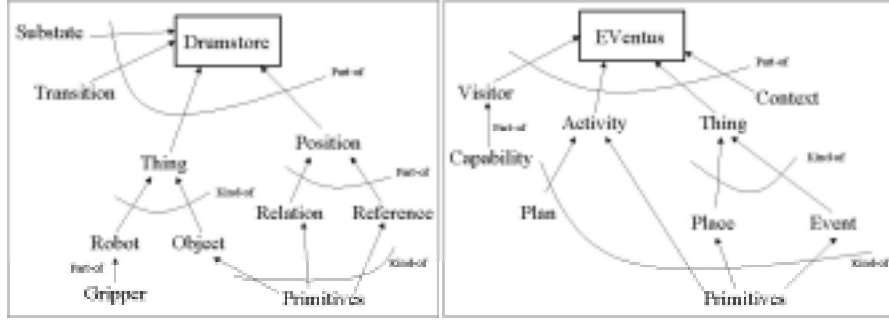 Substate
Drumstore
Part-of
Transition
Position
Thing
Part-of
Kind-of
Relation
Reference
Robot
Object
Part-of
Kind-of
Gripper
Primitives
EVentus
Part-of
Visitor
Context
Part-of
Activity
Thing
Capability
Kind-of
Plan
Place
Event
Kind-of
Primitives